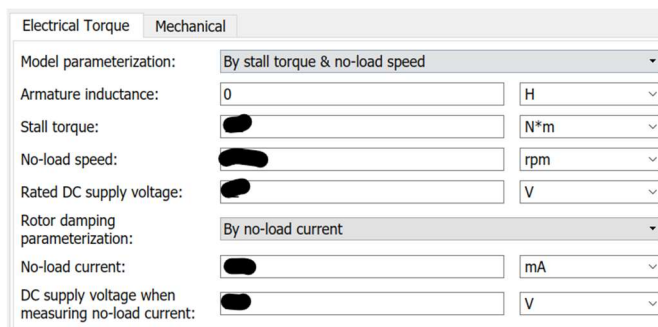 Electrical Torque Mechanical
Model parameterization: By stall torque & no-load speed
Armature inductance: 0 H
Stall torque: N*m
No-load speed: rpm
Rated DC supply voltage: V
Rotor damping
parameterization: By no-load current
No-load current: mA
DC supply voltage when
measuring no-load current: V